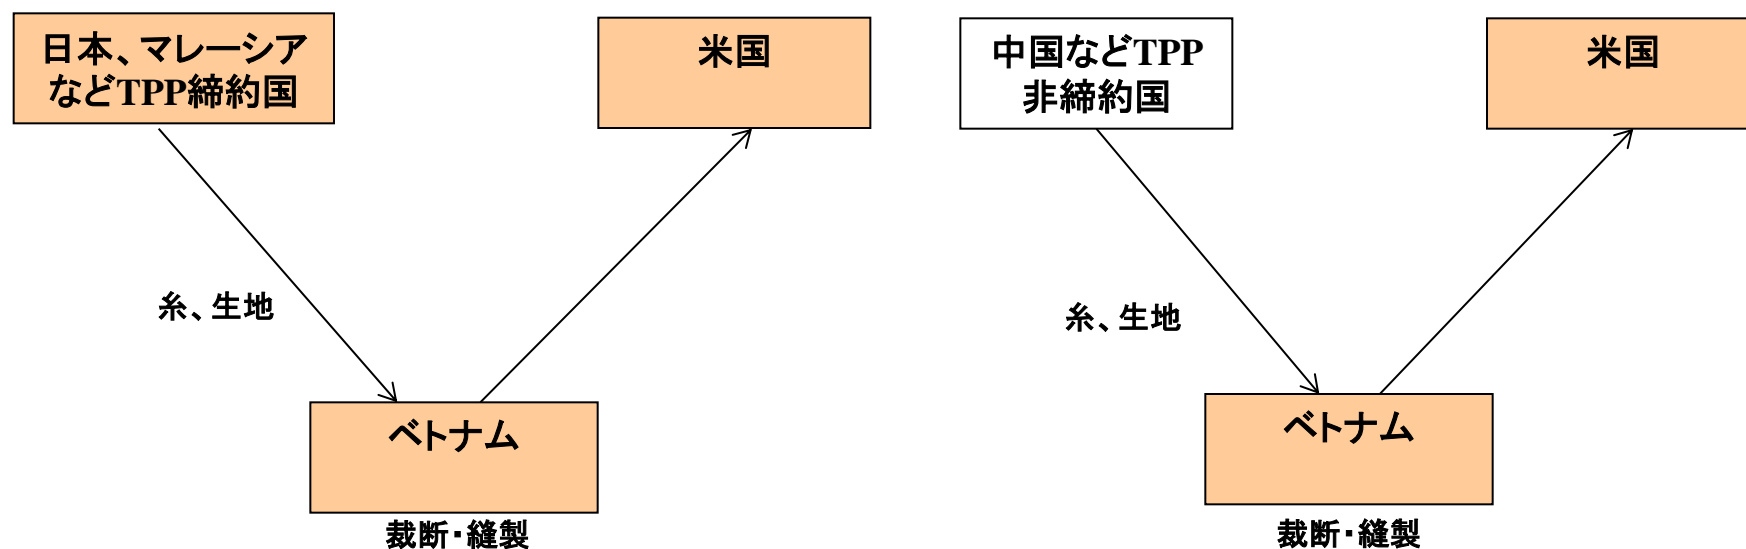 日本、マレーシア
などTPP締約国
米国
糸、生地
ベトナム
裁断・縫製
中国などTPP
非締約国
米国
糸、生地
ベトナム
裁断・縫製